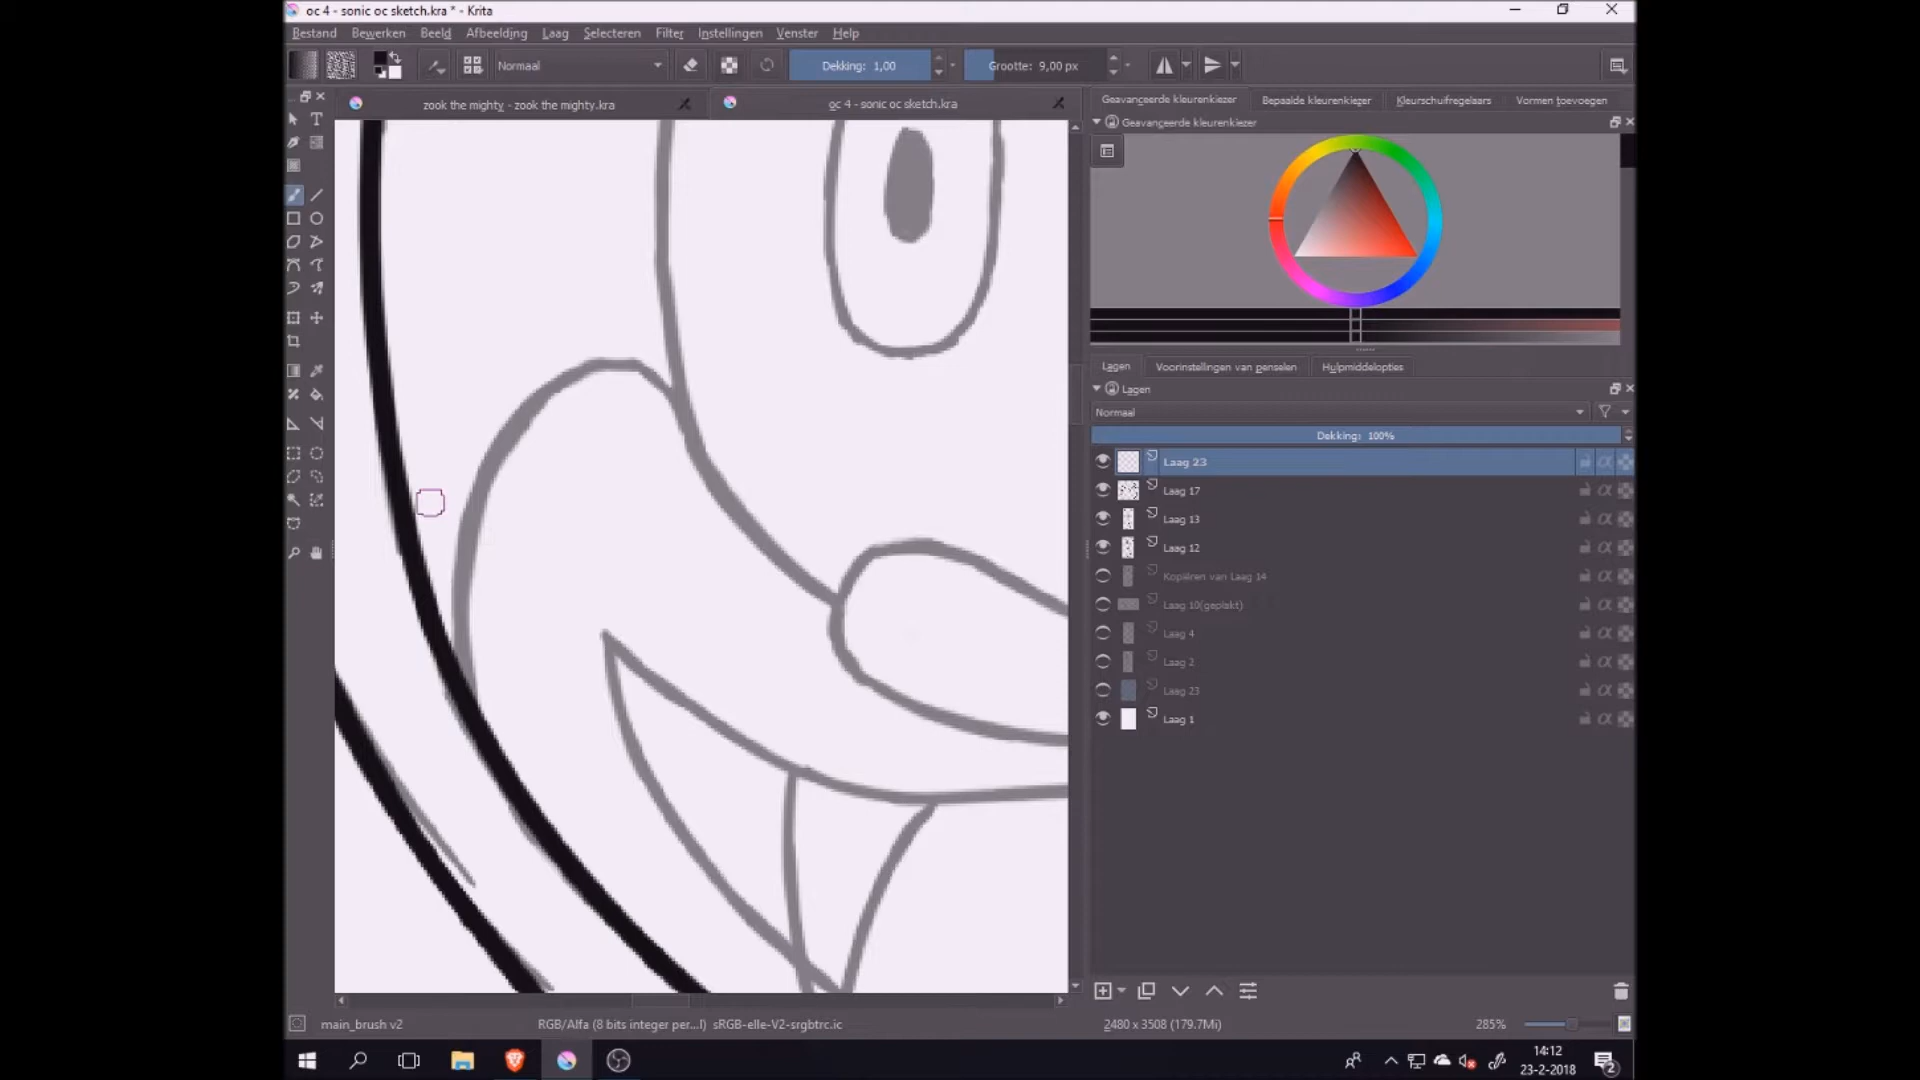 oc 4 - sonic oc sketch.kra * - Krita
Bestand Bewerken Beeld Afbeelding Laag Selecteren Filter Instellingen Venster Help
Normaal Dekking: 1,00 Grootte: 9,00 px
zook the mighty - zook the mighty.kra oc 4 - sonic oc sketch.kra
Geavanceerde kleurenkiezer Bepaalde kleurenkiezer Kleurschuifregelaars Vormen toevoegen
Geavanceerde kleurenkiezer
Lagen Voorinstellingen van penselen Hulpmiddelopties
Lagen
Normaal
Dekking: 100%
Laag 23
Laag 17
Laag 13
Laag 12
Kopiëren van Laag 14
Laag 10(geplakt)
Laag 4
Laag 2
Laag 23
Laag 1
main_brush v2 RGB/Alfa (8 bits integer per...l) sRGB-elle-V2-srgbtrc.ic 2480 x 3508 (179.7Mi) 285%
14:12
23-2-2018
2